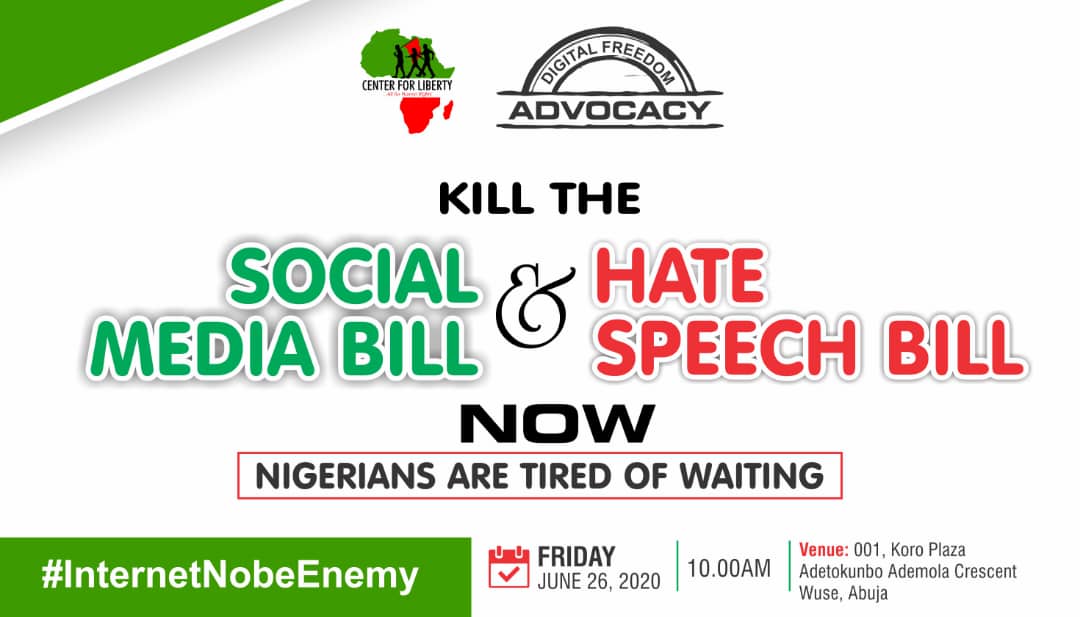 CENTER FOR LIBERTY
DIGITAL FREEDOM
ADVOCACY
KILL THE
SOCIAL
MEDIA BILL
&
HATE
SPEECH BILL
NOW
NIGERIANS ARE TIRED OF WAITING
#InternetNobeEnemy
FRIDAY
JUNE 26, 2020
10.00AM
Venue: 001, Koro Plaza
Adetokunbo Ademola Crescent
Wuse, Abuja